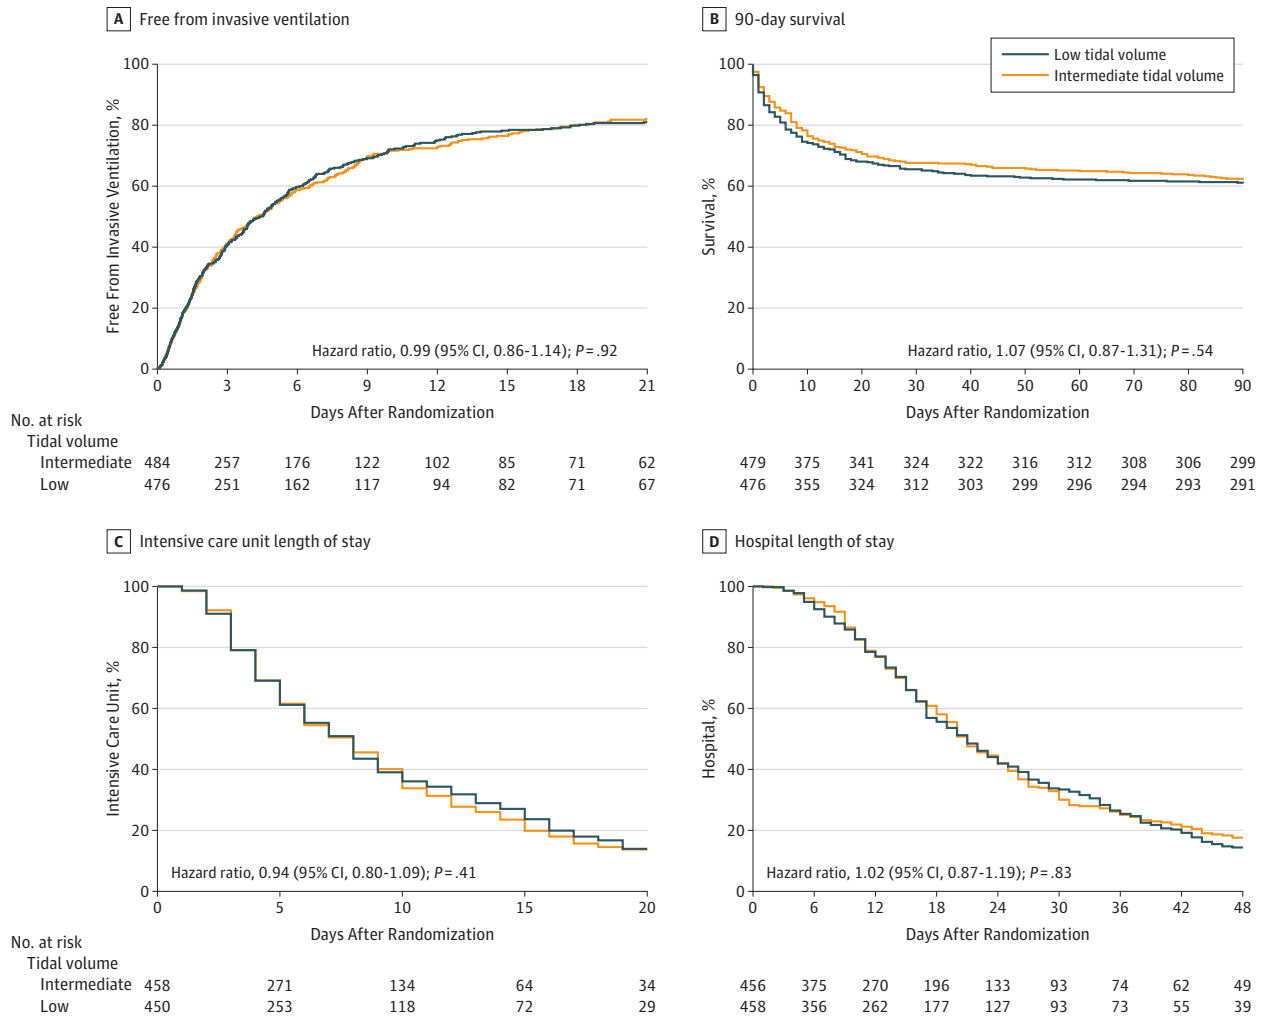 A Free from invasive ventilation
Free From Invasive Ventilation, %
100
80
60
40
20
0
Hazard ratio, 0.99 (95% CI, 0.86-1.14); P = .92
0 3 6 9 12 15 18 21
Days After Randomization
No. at risk
Tidal volume
Intermediate 484 257 176 122 102 85 71 62
Low 476 251 162 117 94 82 71 67
B 90-day survival
Low tidal volume
Intermediate tidal volume
Survival, %
100
80
60
40
20
0
Hazard ratio, 1.07 (95% CI, 0.87-1.31); P = .54
0 10 20 30 40 50 60 70 80 90
Days After Randomization
479 375 341 324 322 316 312 308 306 299
476 355 324 312 303 299 296 294 293 291
C Intensive care unit length of stay
Intensive Care Unit, %
100
80
60
40
20
0
Hazard ratio, 0.94 (95% CI, 0.80-1.09); P = .41
0 5 10 15 20
Days After Randomization
No. at risk
Tidal volume
Intermediate 458 271 134 64 34
Low 450 253 118 72 29
D Hospital length of stay
Hospital, %
100
80
60
40
20
0
Hazard ratio, 1.02 (95% CI, 0.87-1.19); P = .83
0 6 12 18 24 30 36 42 48
Days After Randomization
456 375 270 196 133 93 74 62 49
458 356 262 177 127 93 73 55 39